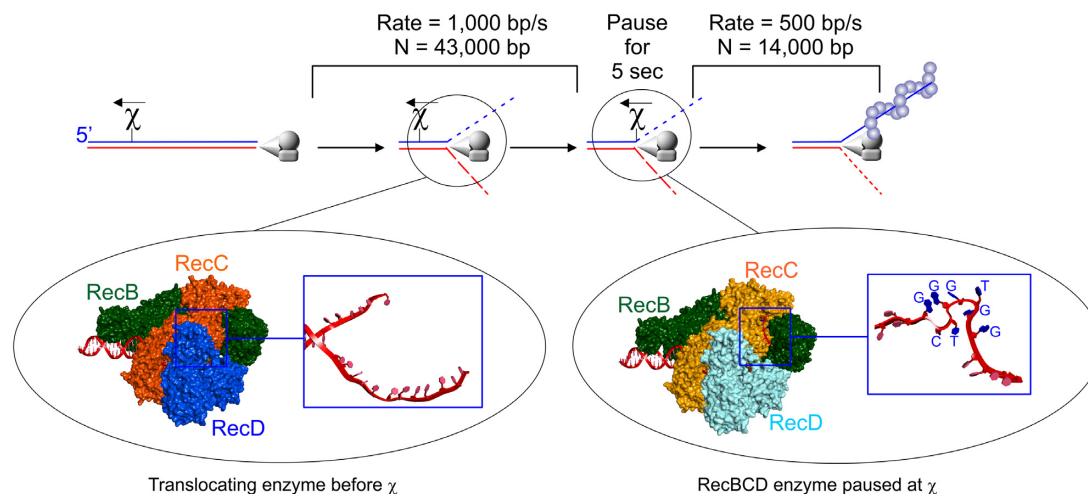 Rate = 1,000 bp/s
N = 43,000 bp
Pause
for
5 sec
Rate = 500 bp/s
N = 14,000 bp
χ
χ
χ
5’
RecC
RecB
RecD
RecC
RecB
RecD
G
G
G
T
G
G
C
T
Translocating enzyme before χ
RecBCD enzyme paused at χ